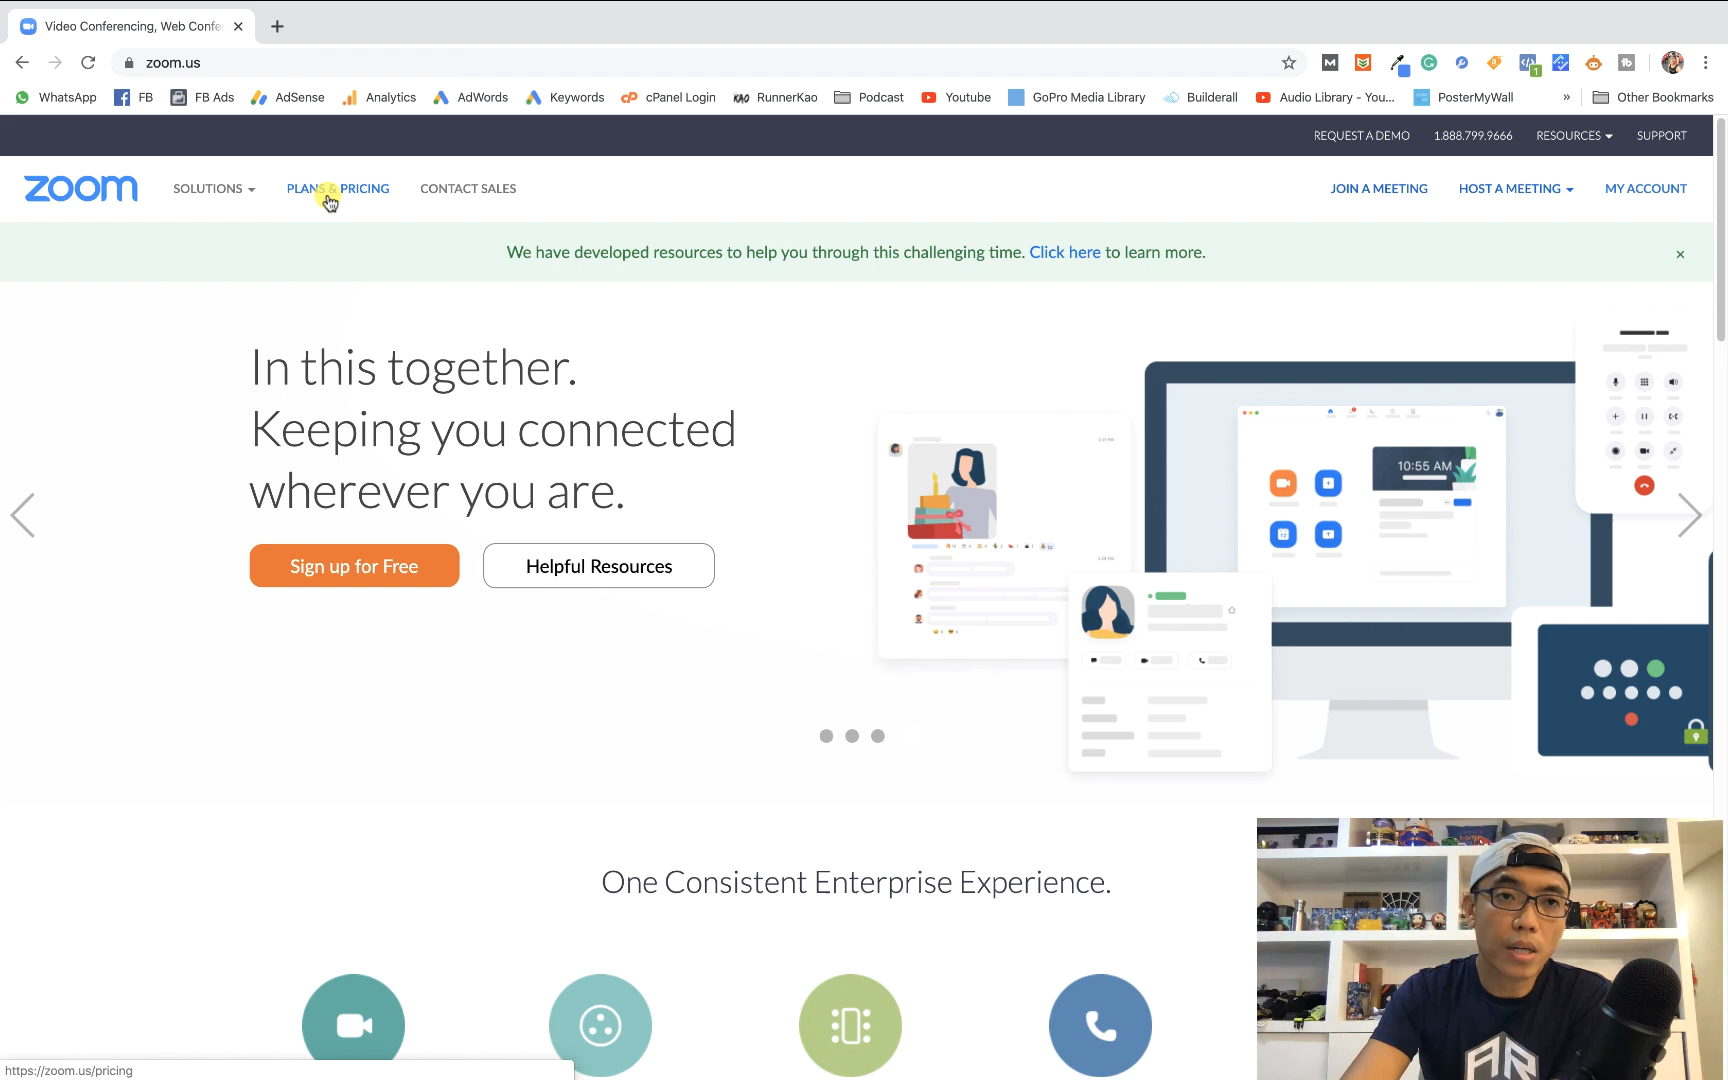 Video Conferencing, Web Confe
zoom.us
WhatsApp
FB
FB Ads
AdSense
Analytics
AdWords
Keywords
cPanel Login
RunnerKao
Podcast
Youtube
GoPro Media Library
Builderall
Audio Library - You...
PosterMyWall
»
Other Bookmarks
REQUEST A DEMO
1.888.799.9666
RESOURCES
SUPPORT
zoom
SOLUTIONS
PLANS & PRICING
CONTACT SALES
JOIN A MEETING
HOST A MEETING
MY ACCOUNT
We have developed resources to help you through this challenging time. Click here to learn more.
In this together.
Keeping you connected
wherever you are.
Sign up for Free
Helpful Resources
10:55 AM
One Consistent Enterprise Experience.
AR
https://zoom.us/pricing